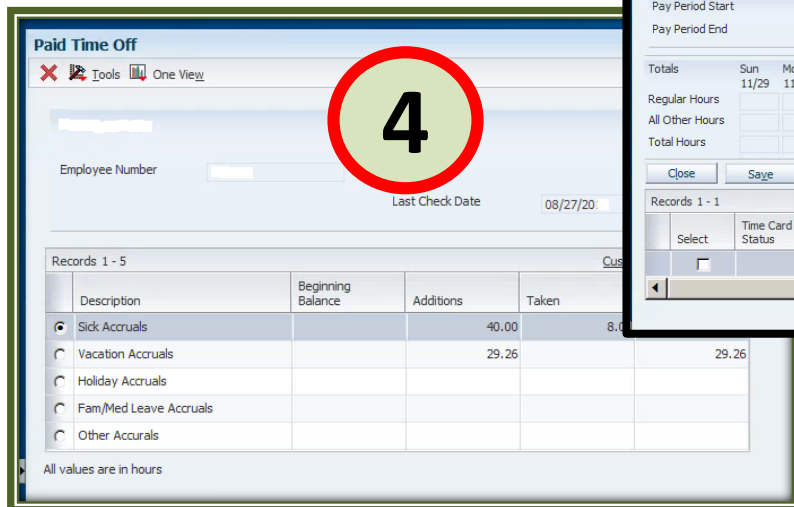 Paid Time Off
Tools One View
4
Employee Number
Last Check Date 08/27/20
Records 1 - 5 Cus
Description Beginning Balance Additions Taken
Sick Accruals 40.00 8.0
Vacation Accruals 29.26 29.26
Holiday Accruals
Fam/Med Leave Accruals
Other Accurals
All values are in hours
Pay Period Start
Pay Period End
Totals Sun Mo
11/29 11
Regular Hours
All Other Hours
Total Hours
Close Save
Records 1 - 1
Select Time Card Status